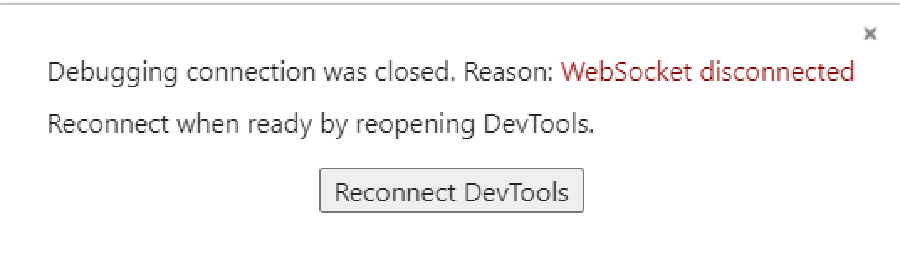 Debugging connection was closed. Reason: WebSocket disconnected
Reconnect when ready by reopening DevTools.
Reconnect DevTools